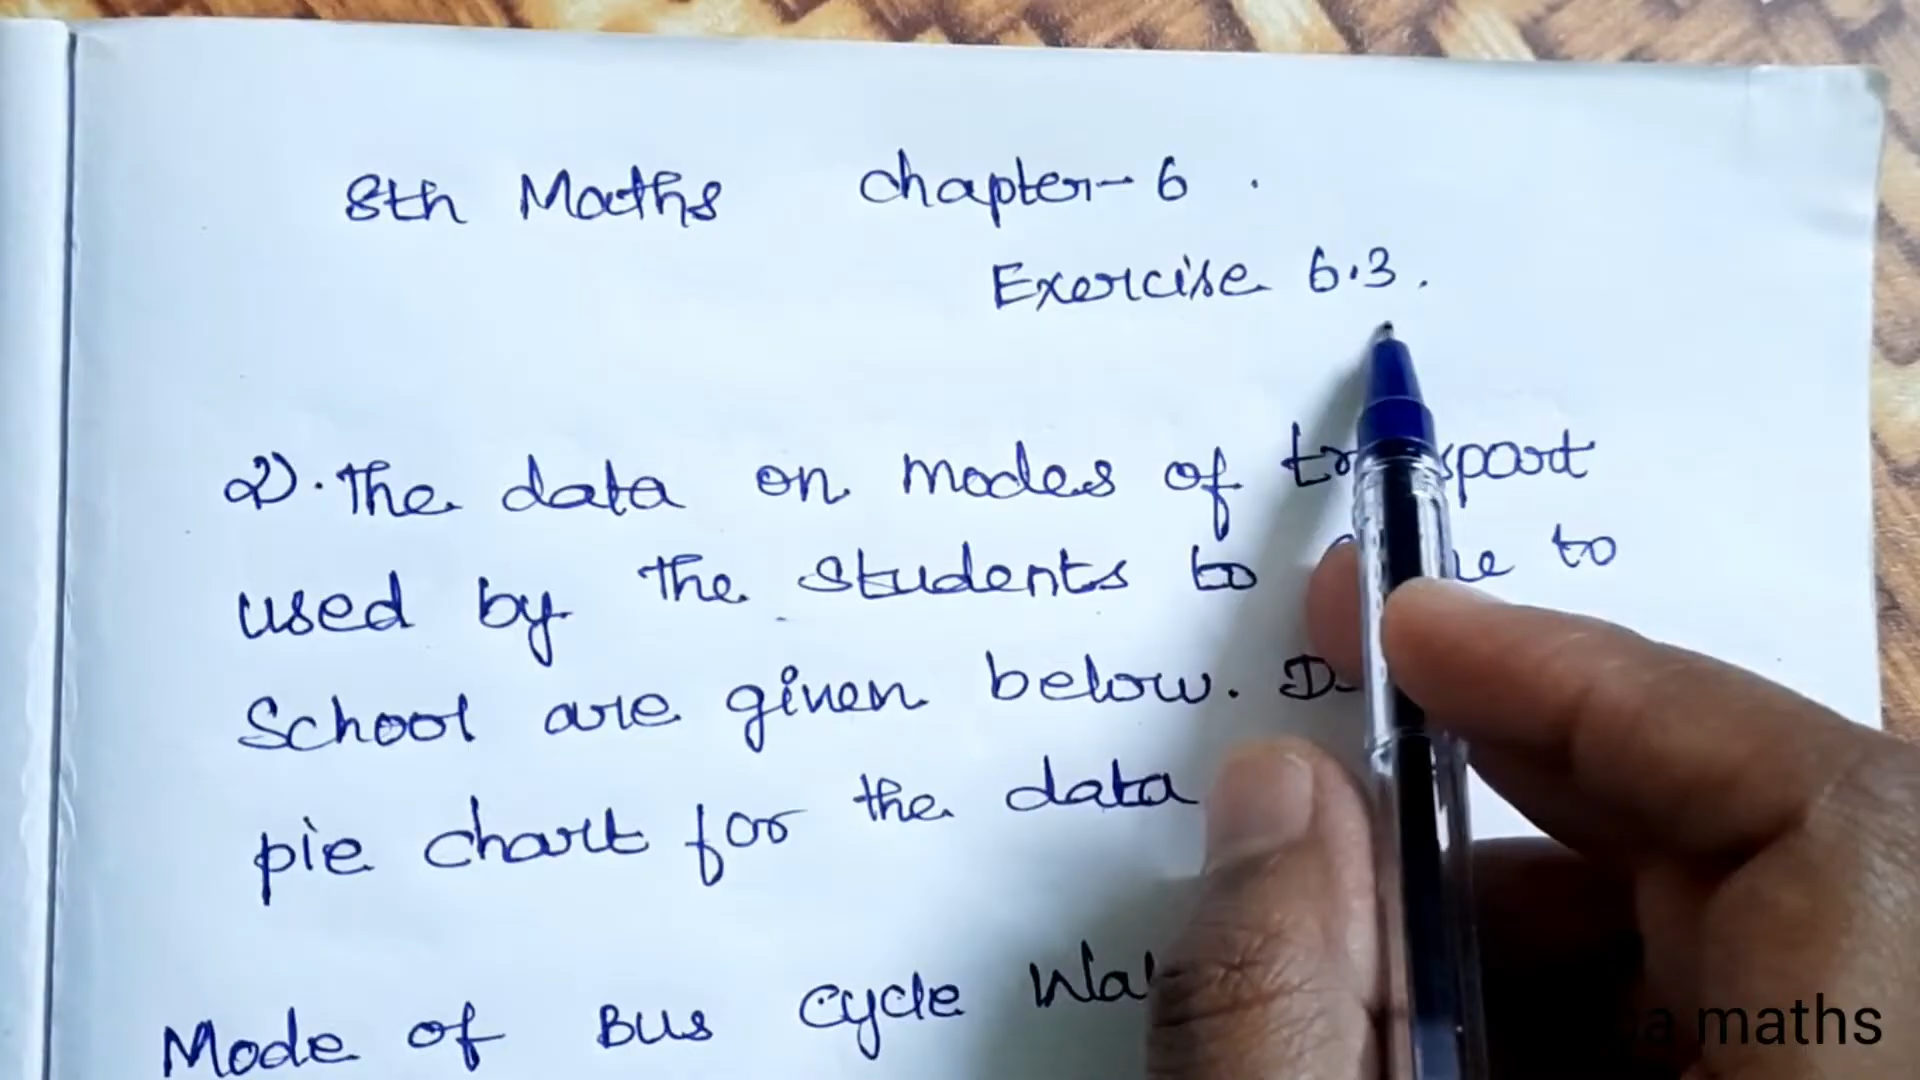 8th Maths chapter-6.
Exercise 6.3.
2). The data on modes of
used by the students to to
School are given below.
pie chart for the data
Mode of Bus cycle
maths